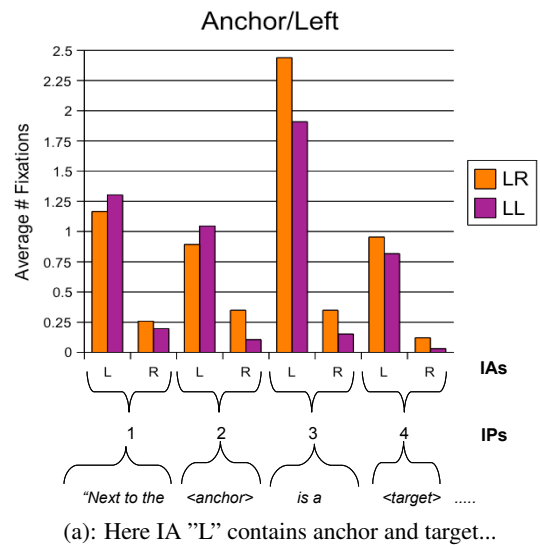 Anchor/Left
Average # Fixations
2.5
2.25
2
1.75
1.5
1.25
1
0.75
0.5
0.25
0
LR
LL
L R L R L R L R IAs
1 2 3 4 IPs
“Next to the <anchor> is a <target> .....
(a): Here IA ”L” contains anchor and target...